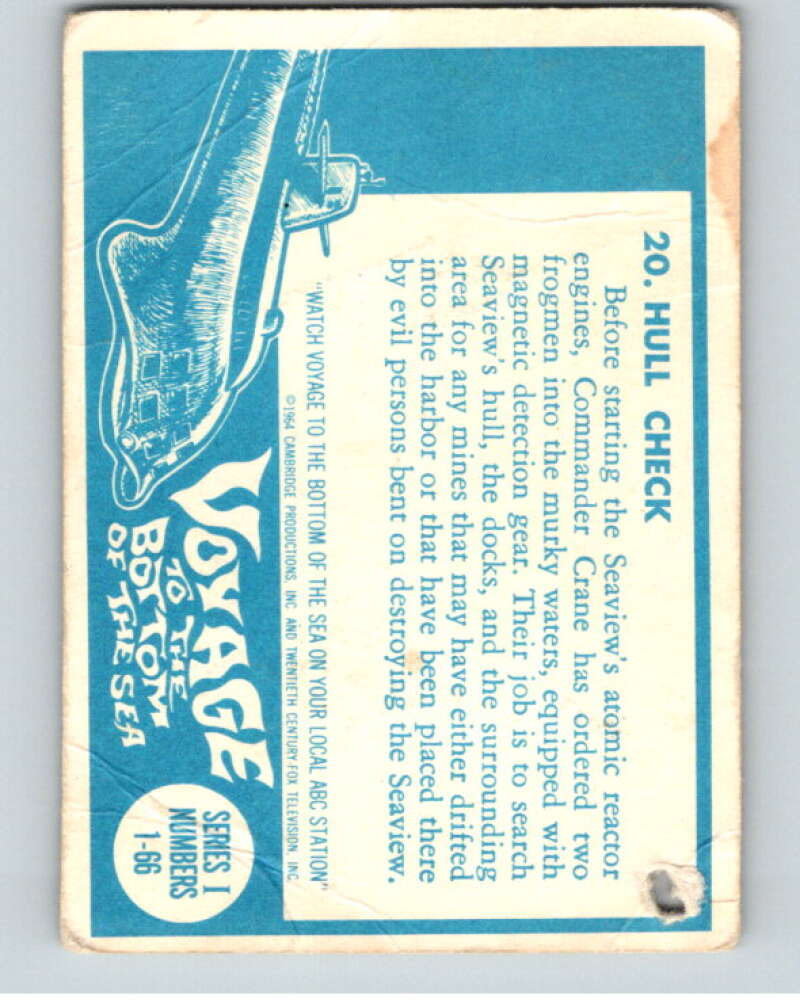 20. HULL CHECK
Before starting the Seaview's atomic reactor
engines, Commander Crane has ordered two
frogmen into the murky waters, equipped with
magnetic detection gear. Their job is to search
Seaview's hull, the docks, and the surrounding
area for any mines that may have either drifted
into the harbor or that have been placed there
by evil persons bent on destroying the Seaview.
"WATCH VOYAGE TO THE BOTTOM OF THE SEA ON YOUR LOCAL ABC STATION"
©1964 CAMBRIDGE PRODUCTIONS, INC AND TWENTIETH CENTURY-FOX TELEVISION, INC.
VOYAGE
TO THE
BOTTOM
OF THE SEA
SERIES I
NUMBERS
1-66